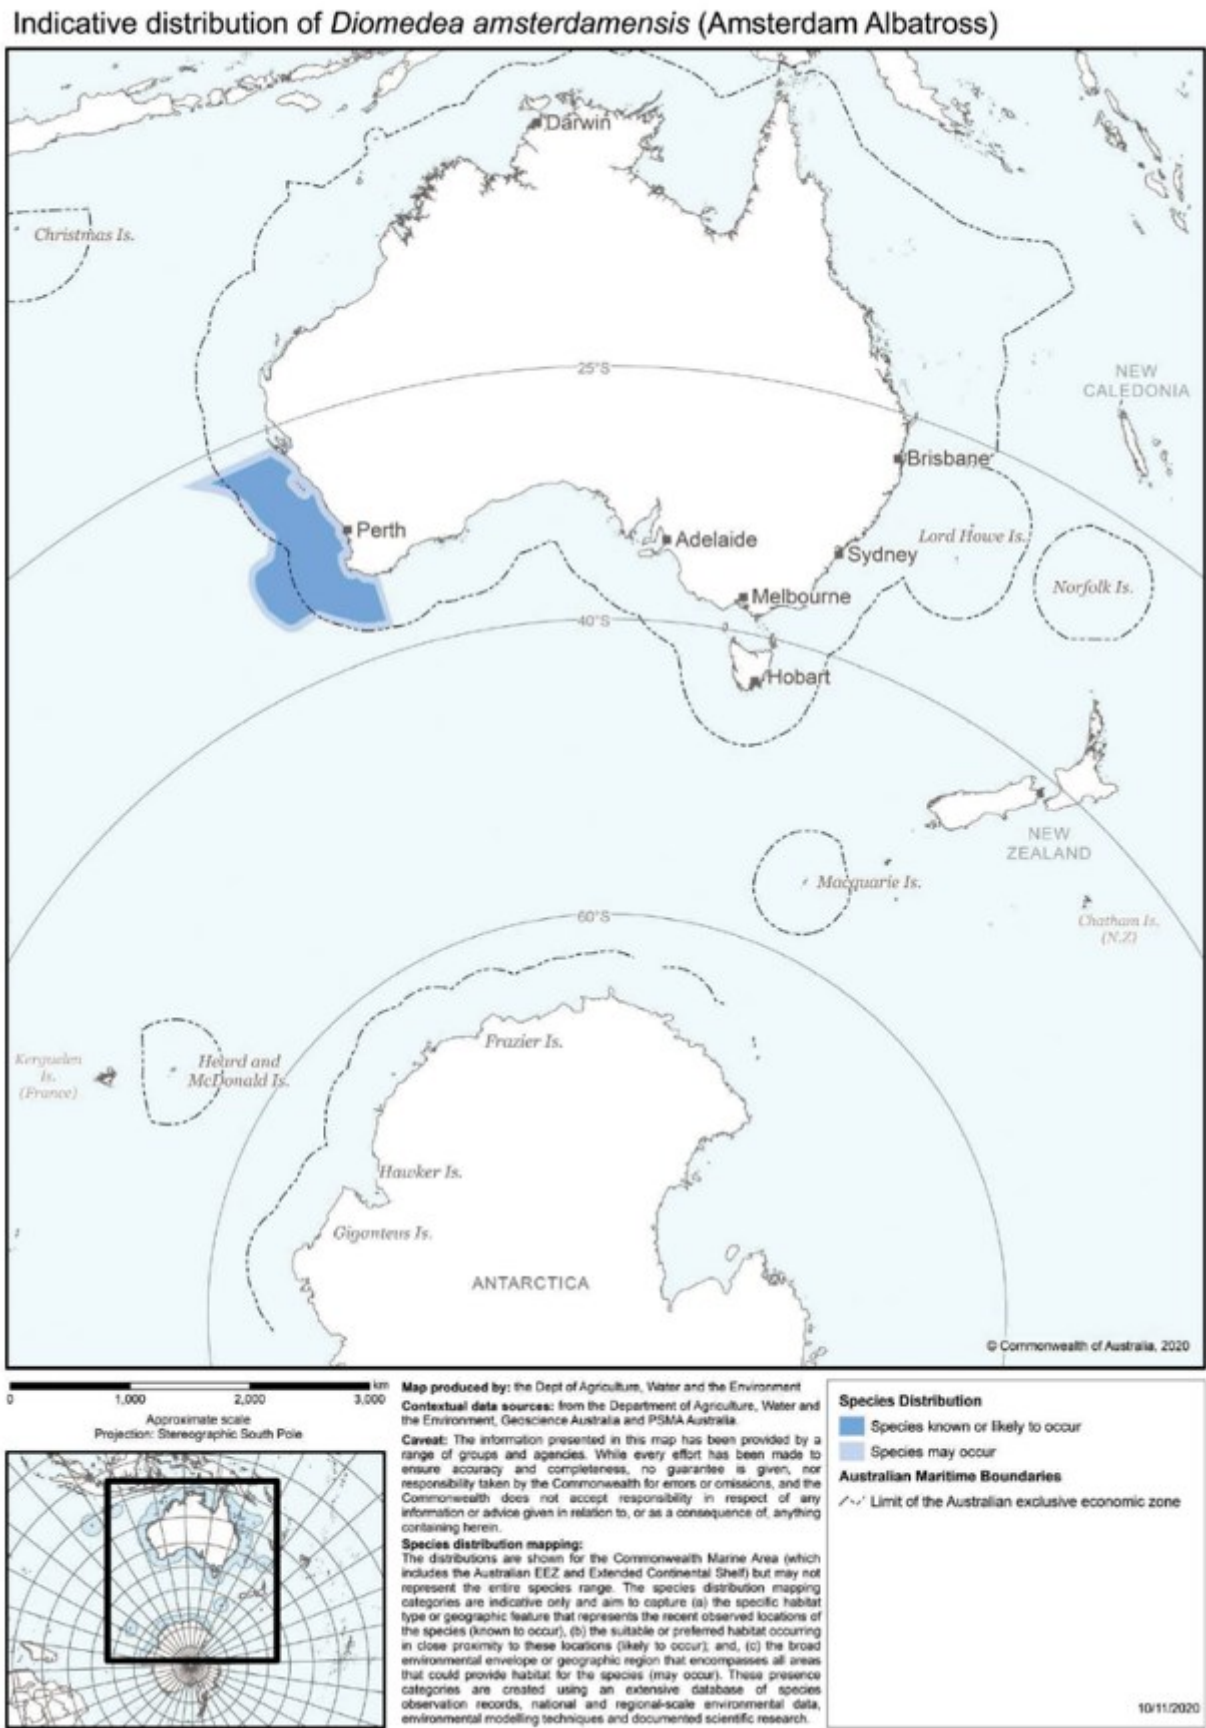 Indicative distribution of Diomedea amsterdamensis (Amsterdam Albatross)
Darwin
Christmas Is.
25°S
NEW
CALEDONIA
Brisbane
Perth
Adelaide
Lord Howe Is.
Sydney
Norfolk Is.
Melbourne
40°S
Hobart
NEW
ZEALAND
Macquarie Is.
60°S
Chatham Is.
(N.Z)
Frazier Is.
Kerguelen
Is.
(France)
Heard and
McDonald Is.
Hawker Is.
Giganteus Is.
ANTARCTICA
© Commonwealth of Australia, 2020
km
0 1,000 2,000 3,000
Approximate scale
Projection: Stereographic South Pole
Map produced by: the Dept of Agriculture, Water and the Environment
Contextual data sources: from the Department of Agriculture, Water and
the Environment, Geoscience Australia and PSMA Australia.
Caveat: The information presented in this map has been provided by a
range of groups and agencies. While every effort has been made to
ensure accuracy and completeness, no guarantee is given, nor
responsibility taken by the Commonwealth for errors or omissions, and the
Commonwealth does not accept responsibility in respect of any
information or advice given in relation to, or as a consequence of, anything
containing herein.
Species distribution mapping:
The distributions are shown for the Commonwealth Marine Area (which
includes the Australian EEZ and Extended Continental Shelf) but may not
represent the entire species range. The species distribution mapping
categories are indicative only and aim to capture (a) the specific habitat
type or geographic feature that represents the recent observed locations of
the species (known to occur), (b) the suitable or preferred habitat occurring
in close proximity to these locations (likely to occur); and, (c) the broad
environmental envelope or geographic region that encompasses all areas
that could provide habitat for the species (may occur). These presence
categories are created using an extensive database of species
observation records, national and regional-scale environmental data,
environmental modelling techniques and documented scientific research.
Species Distribution
Species known or likely to occur
Species may occur
Australian Maritime Boundaries
Limit of the Australian exclusive economic zone
10/11/2020